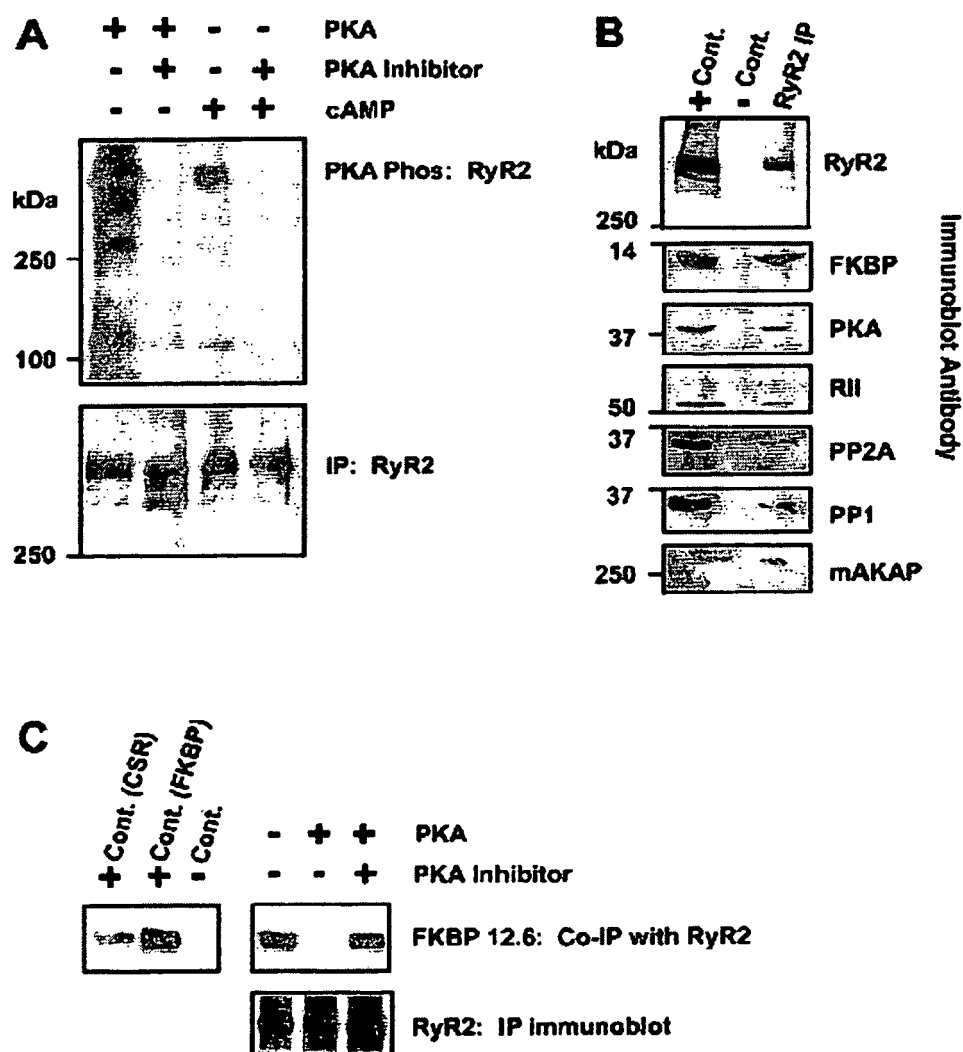 A
+ + - - PKA
- + - + PKA Inhibitor
- - + + cAMP
PKA Phos: RyR2
kDa
250
100
IP: RyR2
250
B
+ Cont.
- Cont.
RyR2 IP
kDa
RyR2
250
14
FKBP
37
PKA
RII
50
37
PP2A
37
PP1
250
mAKAP
Immunoblot Antibody
C
+ Cont. (CSR)
+ Cont. (FKBP)
- Cont.
- + + PKA
- - + PKA Inhibitor
FKBP 12.6: Co-IP with RyR2
RyR2: IP immunoblot